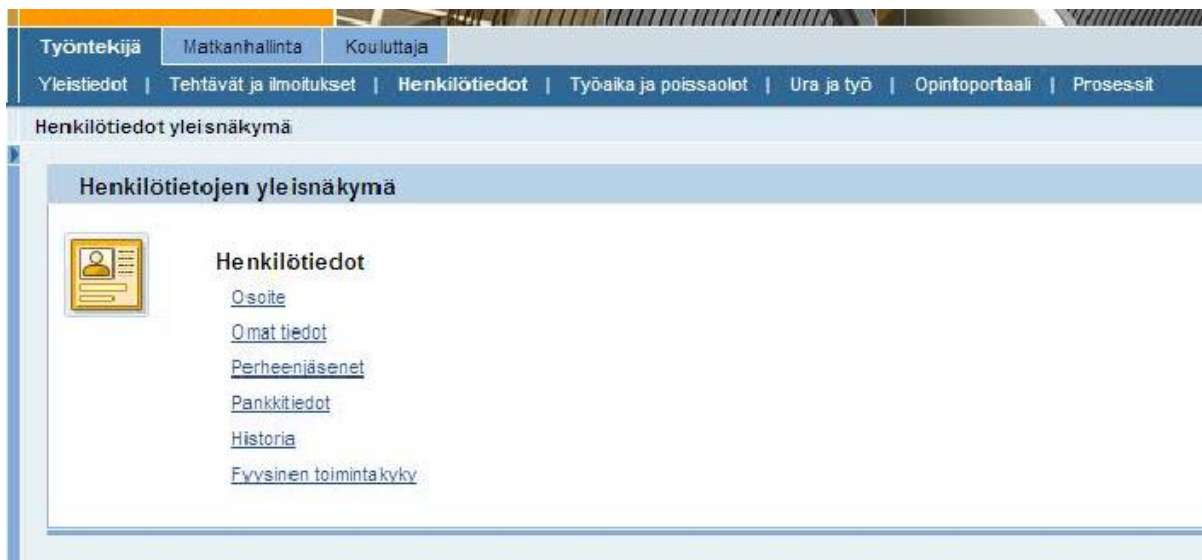 Työntekijä Matkanhallinta Kouluttaja
Yleistiedot | Tehtävät ja ilmoitukset | Henkilötiedot | Työaika ja poissaolot | Ura ja työ | Opintoportaali | Prosessit
Henkilötiedot yleisnäkymä
Henkilötietojen yleisnäkymä
Henkilötiedot
Osoite
Omat tiedot
Perheenjäsenet
Pankkitiedot
Historia
Fyysinen toimintakyky